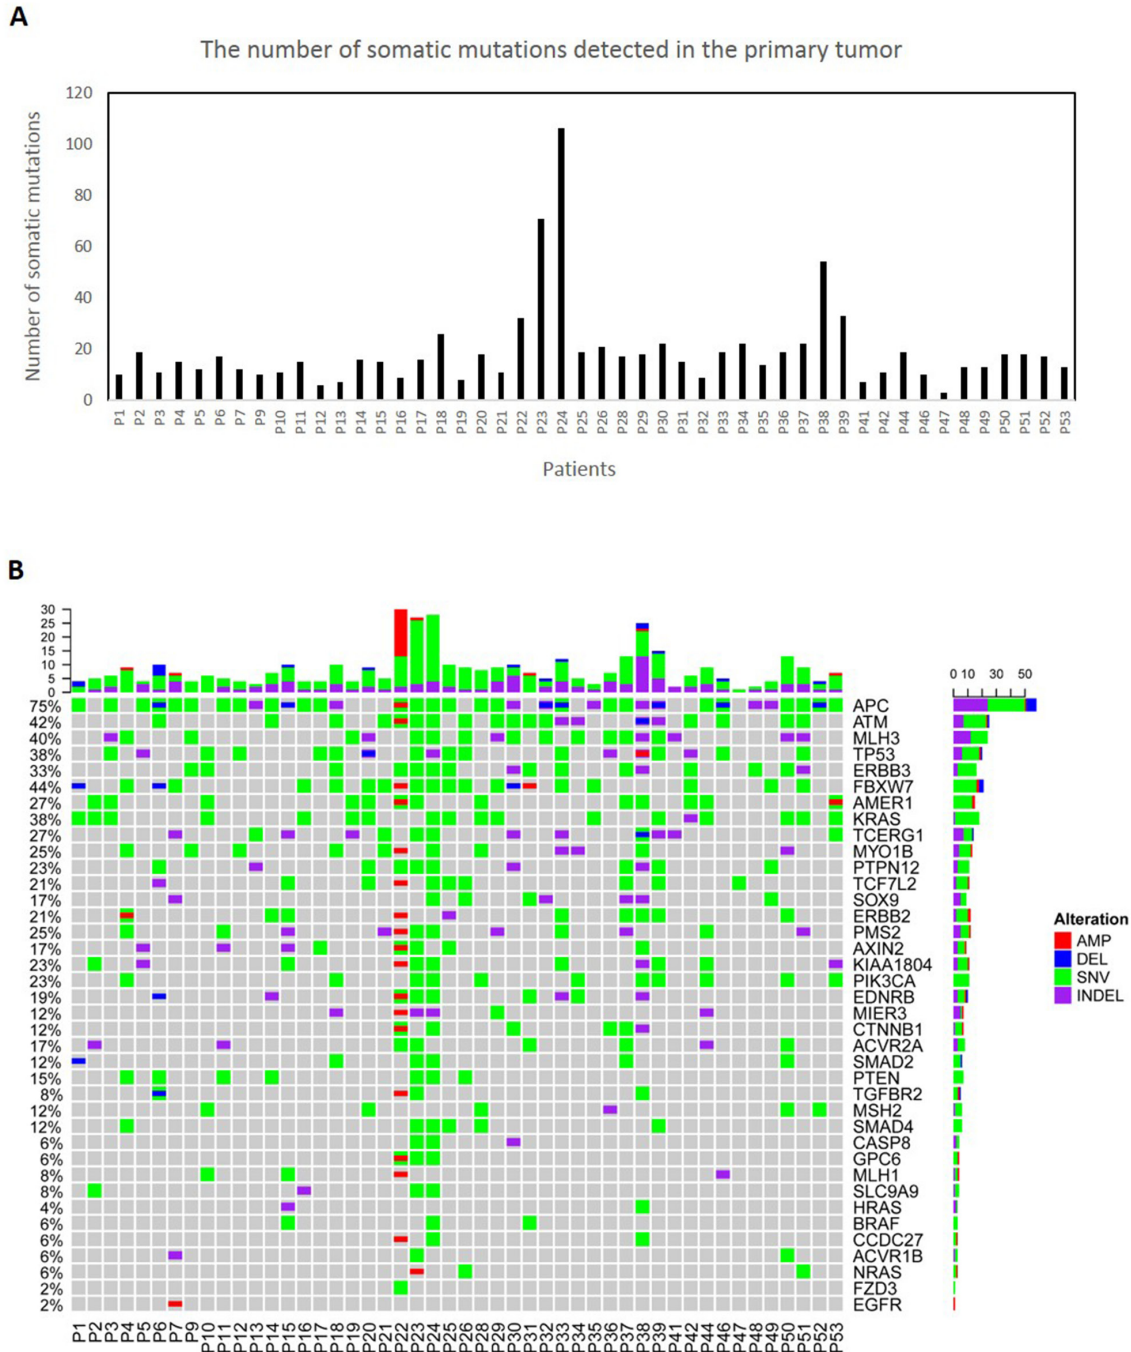 A
The number of somatic mutations detected in the primary tumor
Number of somatic mutations
120
100
80
60
40
20
0
P1 P2 P3 P4 P5 P6 P7 P9 P10 P11 P12 P13 P14 P15 P16 P17 P18 P19 P20 P21 P22 P23 P24 P25 P26 P28 P29 P30 P31 P32 P33 P34 P35 P36 P37 P38 P39 P41 P42 P44 P46 P47 P48 P49 P50 P51 P52 P53
Patients
B
30
25
20
15
10
5
0
0 10 30 50
75% APC
42% ATM
40% MLH3
38% TP53
33% ERBB3
44% FBXW7
27% AMER1
38% KRAS
27% TCERG1
25% MYO1B
23% PTPN12
21% TCF7L2
17% SOX9
21% ERBB2
25% PMS2
17% AXIN2
23% KIAA1804
23% PIK3CA
19% EDNRB
12% MIER3
12% CTNNB1
17% ACVR2A
12% SMAD2
15% PTEN
8% TGFBR2
12% MSH2
12% SMAD4
6% CASP8
6% GPC6
8% MLH1
8% SLC9A9
4% HRAS
6% BRAF
6% CCDC27
6% ACVR1B
6% NRAS
2% FZD3
2% EGFR
Alteration
AMP
DEL
SNV
INDEL
P1 P2 P3 P4 P5 P6 P7 P9 P10 P11 P12 P13 P14 P15 P16 P17 P18 P19 P20 P21 P22 P23 P24 P25 P26 P28 P29 P30 P31 P32 P33 P34 P35 P36 P37 P38 P39 P41 P42 P44 P46 P47 P48 P49 P50 P51 P52 P53